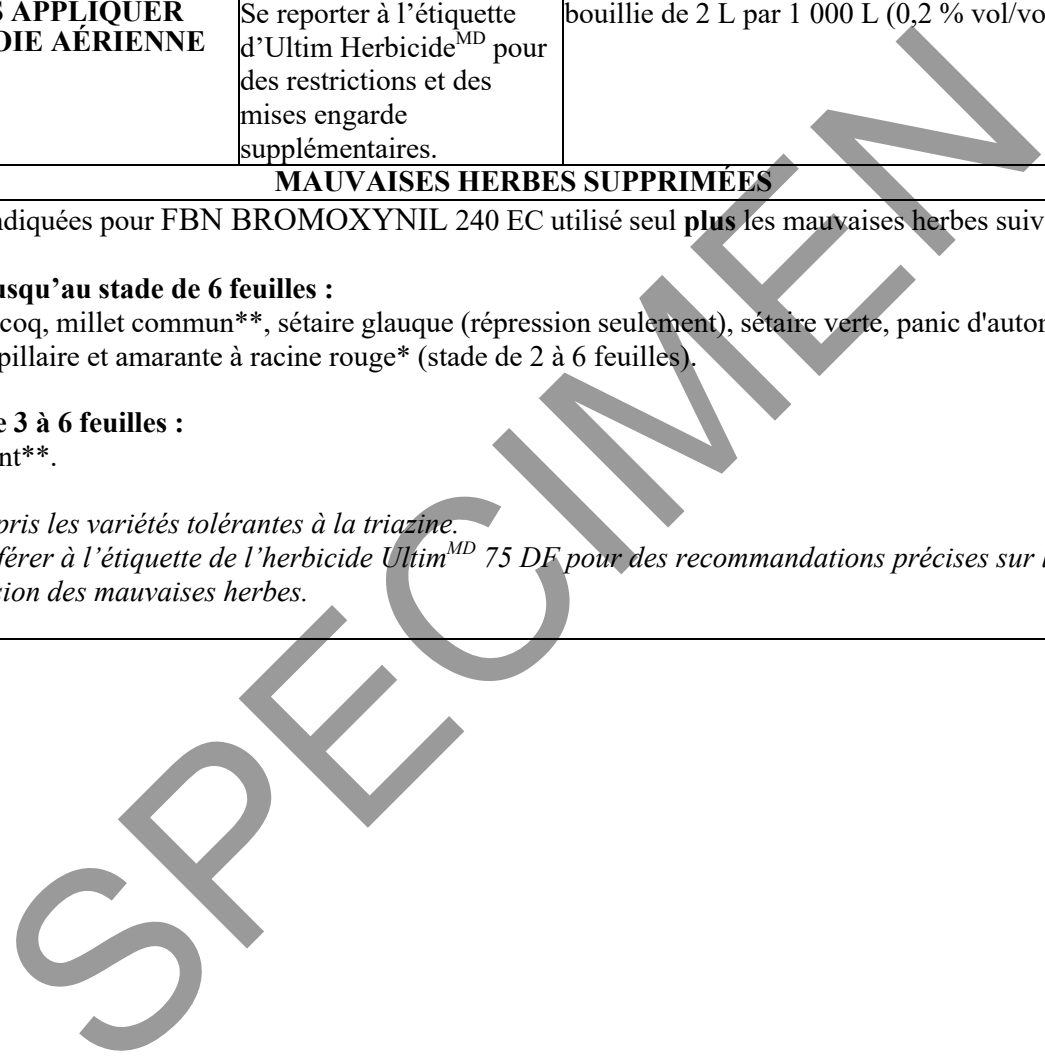 S APPLIQUER
OIE AÉRIENNE
Se reporter à l’étiquette
d’Ultim Herbicide^MD pour
des restrictions et des
mises engarde
supplémentaires.
bouillie de 2 L par 1 000 L (0,2 % vol/vo
MAUVAISES HERBES SUPPRIMÉES
ndiquées pour FBN BROMOXYNIL 240 EC utilisé seul plus les mauvaises herbes suiv
usqu’au stade de 6 feuilles :
coq, millet commun**, sétaire glauque (répression seulement), sétaire verte, panic d'autom
pillaire et amarante à racine rouge* (stade de 2 à 6 feuilles).
e 3 à 6 feuilles :
nt**.
pris les variétés tolérantes à la triazine.
férer à l’étiquette de l’herbicide Ultim^MD 75 DF pour des recommandations précises sur l
sion des mauvaises herbes.
SPECIMEN